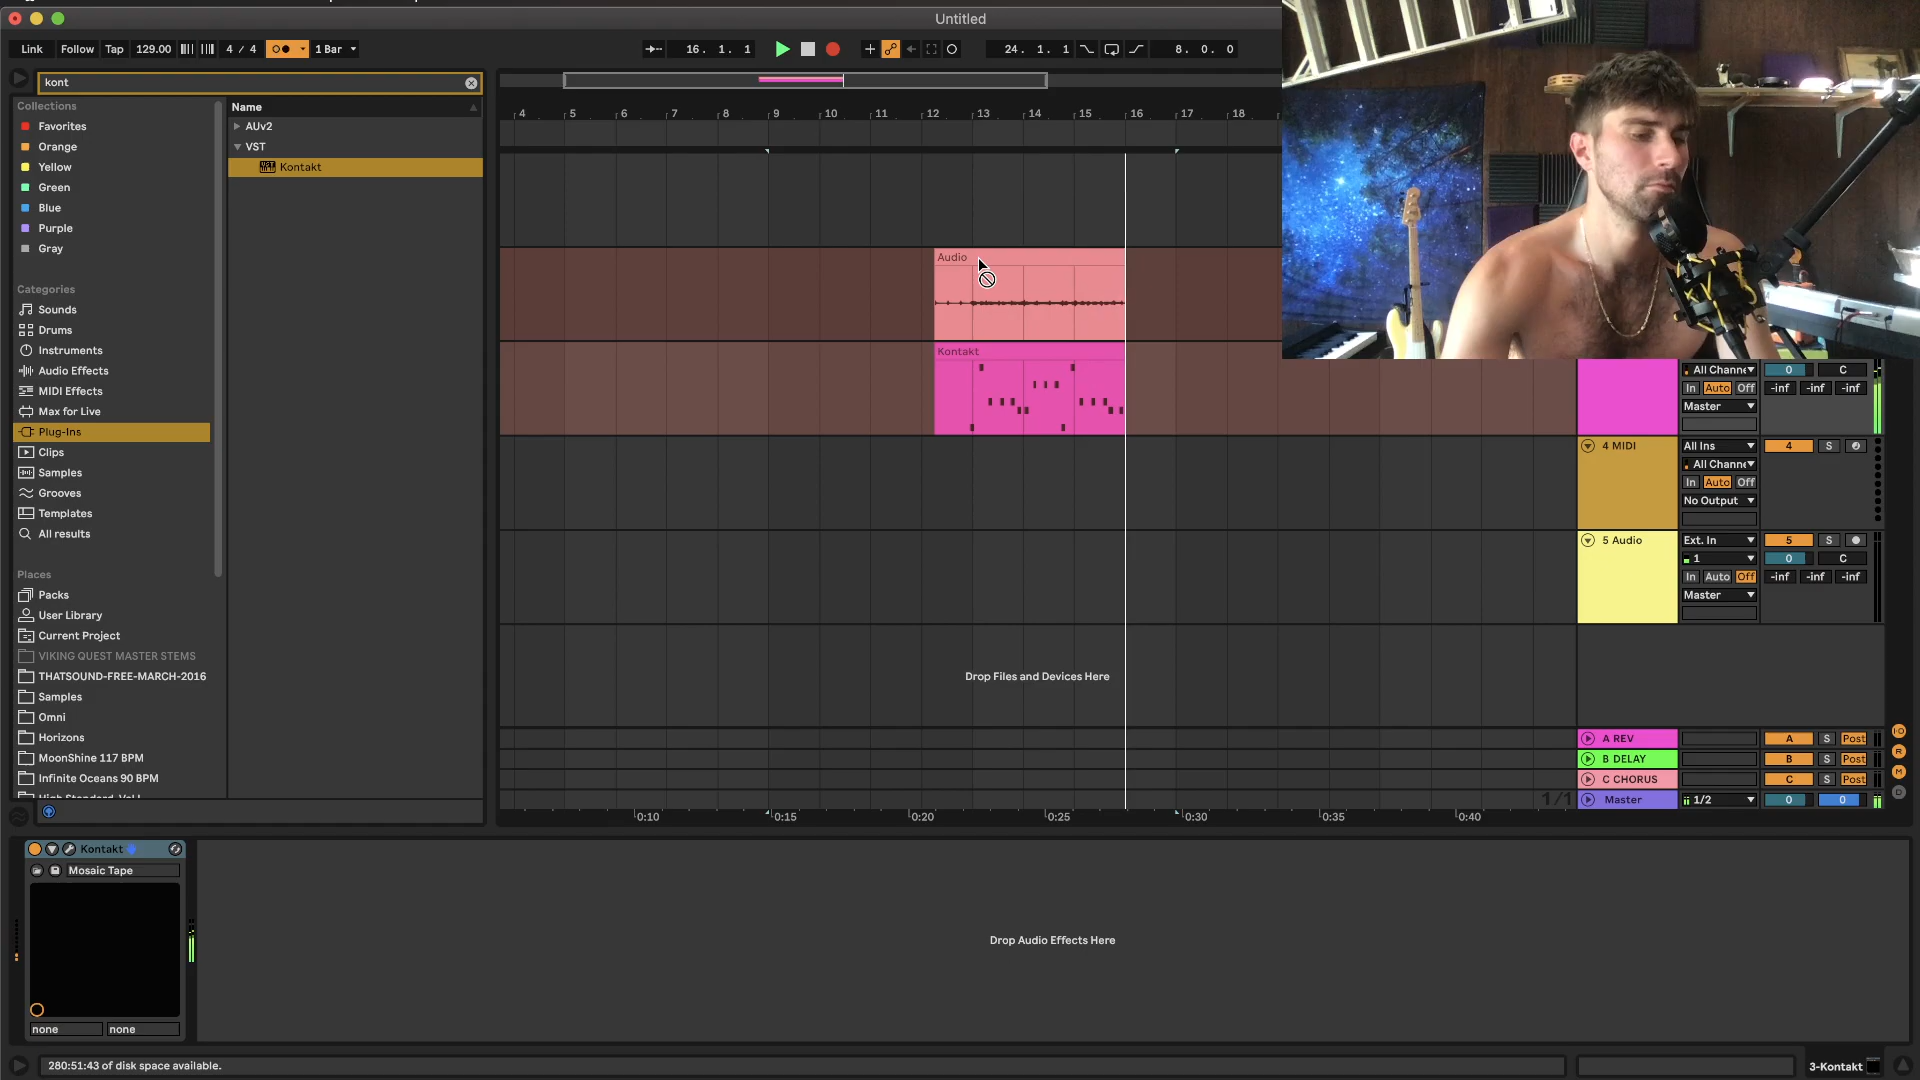 Untitled
Link Follow Tap 129.00 4 / 4 1 Bar 16. 1. 1 24. 1. 1 8. 0. 0
kont
Collections
Favorites
Orange
Yellow
Green
Blue
Purple
Gray
Categories
Sounds
Drums
Instruments
Audio Effects
MIDI Effects
Max for Live
Plug-Ins
Clips
Samples
Grooves
Templates
All results
Places
Packs
User Library
Current Project
VIKING QUEST MASTER STEMS
THATSOUND-FREE-MARCH-2016
Samples
Omni
Horizons
MoonShine 117 BPM
Infinite Oceans 90 BPM
Name
AUv2
VST
Kontakt
4 5 6 7 8 9 10 11 12 13 14 15 16 17 18
Audio
Kontakt
Drop Files and Devices Here
0:10 0:15 0:20 0:25 0:30 0:35 0:40
1/1
All Channe 0 C
In Auto Off -inf -inf -inf
Master
4 MIDI All Ins 4 S
All Channe
In Auto Off
No Output
5 Audio Ext. In 5 S
1 0 C
In Auto Off -inf -inf -inf
Master
A REV A S Post
B DELAY B S Post
C CHORUS C S Post
Master 1/2 0 0
I·O
R
M
D
Kontakt
Mosaic Tape
none none
Drop Audio Effects Here
280:51:43 of disk space available.
3-Kontakt